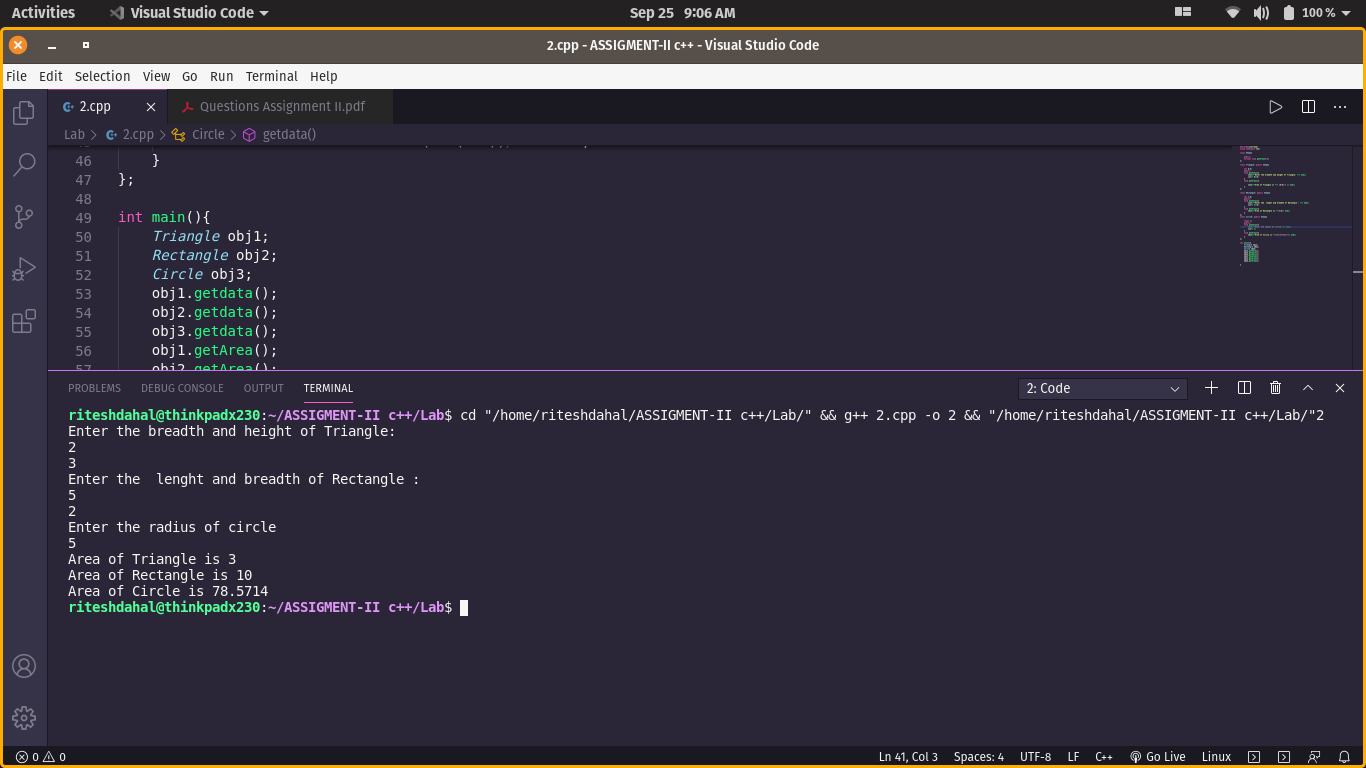 Activities Visual Studio Code Sep 25 9:06 AM 100 %
2.cpp - ASSIGMENT-II c++ - Visual Studio Code
File Edit Selection View Go Run Terminal Help
2.cpp Questions Assignment II.pdf
Lab 2.cpp Circle getdata()
46 }
47 };
48
49 int main(){
50 Triangle obj1;
51 Rectangle obj2;
52 Circle obj3;
53 obj1.getdata();
54 obj2.getdata();
55 obj3.getdata();
56 obj1.getArea();
57 obj2.getArea();
PROBLEMS DEBUG CONSOLE OUTPUT TERMINAL 2: Code
riteshdahal@thinkpadx230:~/ASSIGMENT-II c++/Lab$ cd "/home/riteshdahal/ASSIGMENT-II c++/Lab/" && g++ 2.cpp -o 2 && "/home/riteshdahal/ASSIGMENT-II c++/Lab/"2
Enter the breadth and height of Triangle:
2
3
Enter the  lenght and breadth of Rectangle :
5
2
Enter the radius of circle
5
Area of Triangle is 3
Area of Rectangle is 10
Area of Circle is 78.5714
riteshdahal@thinkpadx230:~/ASSIGMENT-II c++/Lab$
0 0 Ln 41, Col 3 Spaces: 4 UTF-8 LF C++ Go Live Linux